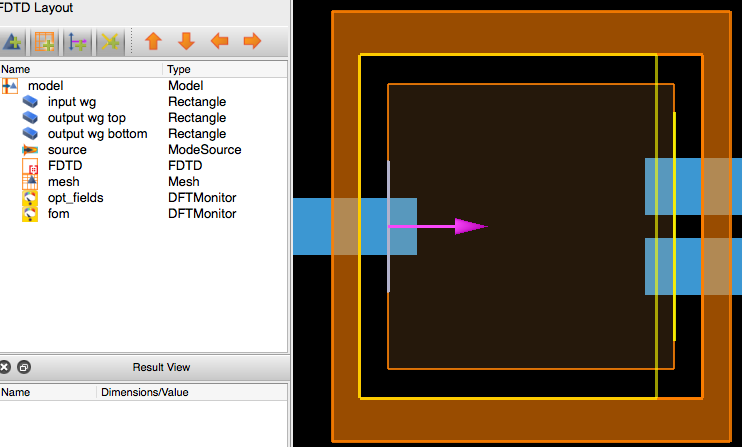 FDTD Layout
Name Type
model Model
input wg Rectangle
output wg top Rectangle
output wg bottom Rectangle
source ModeSource
FDTD FDTD
mesh Mesh
opt_fields DFTMonitor
fom DFTMonitor
Result View
Name Dimensions/Value